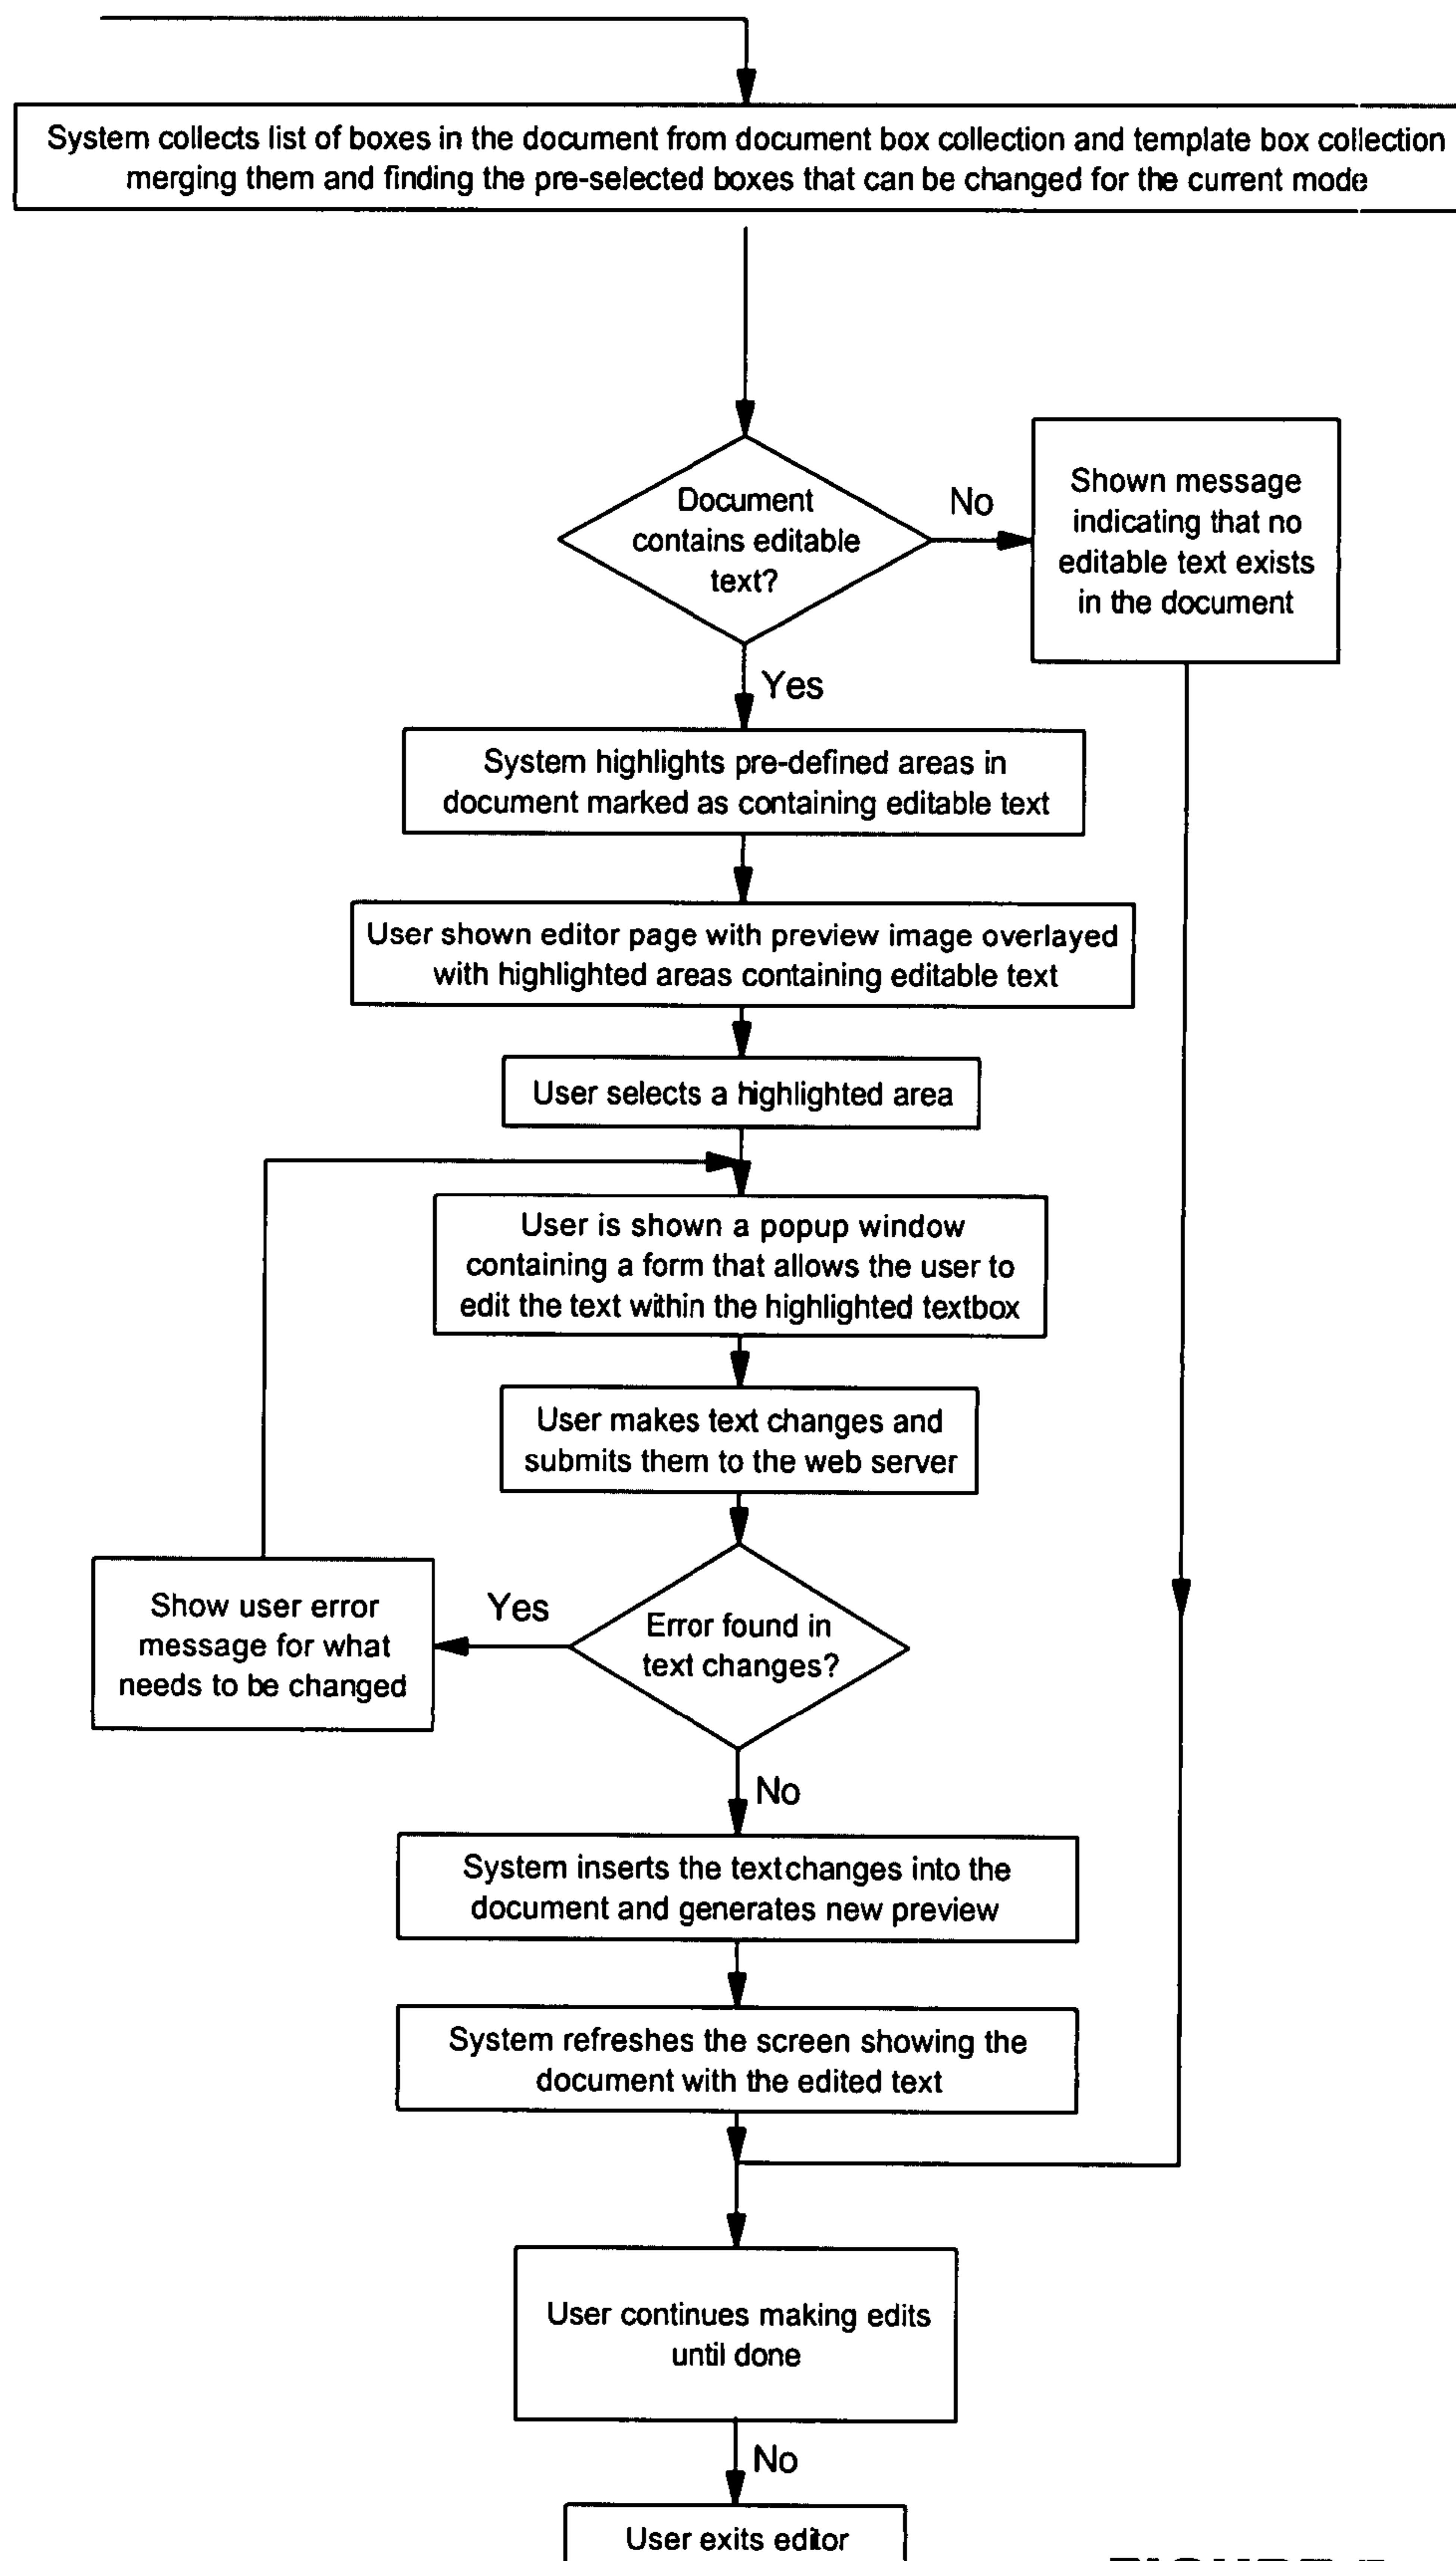 System collects list of boxes in the document from document box collection and template box collection
merging them and finding the pre-selected boxes that can be changed for the current mode
Document
contains editable
text?
No
Shown message
indicating that no
editable text exists
in the document
Yes
System highlights pre-defined areas in
document marked as containing editable text
User shown editor page with preview image overlayed
with highlighted areas containing editable text
User selects a highlighted area
User is shown a popup window
containing a form that allows the user to
edit the text within the highlighted textbox
User makes text changes and
submits them to the web server
Error found in
text changes?
Yes
Show user error
message for what
needs to be changed
No
System inserts the textchanges into the
document and generates new preview
System refreshes the screen showing the
document with the edited text
User continues making edits
until done
No
User exits editor